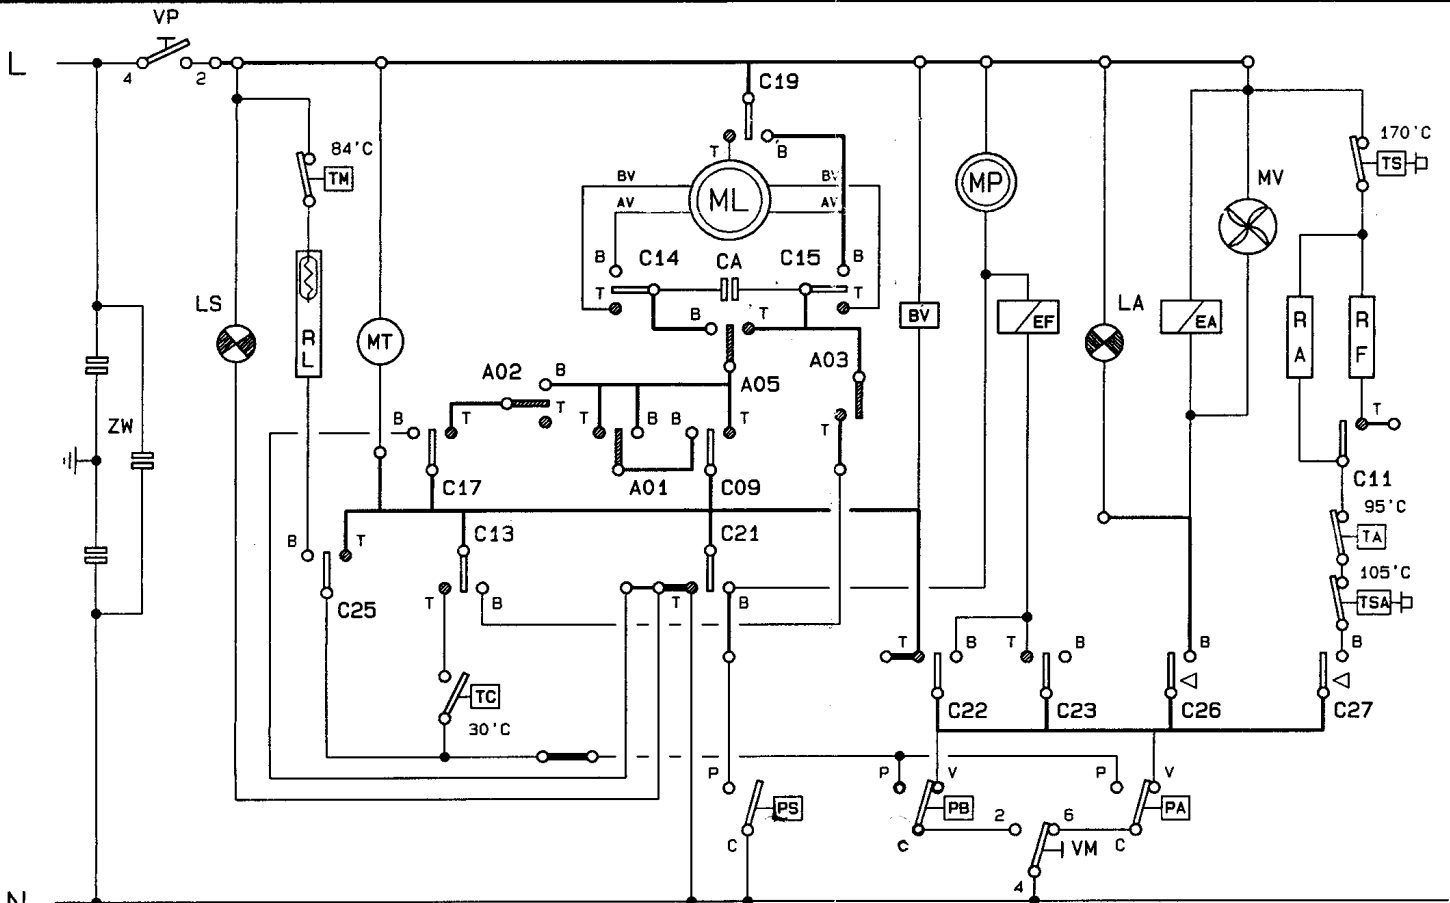 VP
L
4
2
C19
84'C
TM
T
B
170'C
TS
BV
BV
AV
AV
ML
MP
MV
B
C14
CA
C15
B
T
T
LS
BV
EF
LA
EA
R
A
R
F
R
L
MT
B
T
A03
A02
B
A05
T
T
B
T
T
B
B
T
T
ZW
C17
A01
C09
C11
95'C
TA
B
T
C13
C21
105'C
TSA
C25
T
B
T
B
T
B
T
B
B
B
TC
30'C
C22
C23
C26
C27
P
PS
P
V
PB
P
V
PA
2
6
C
C
C
VM
4
N